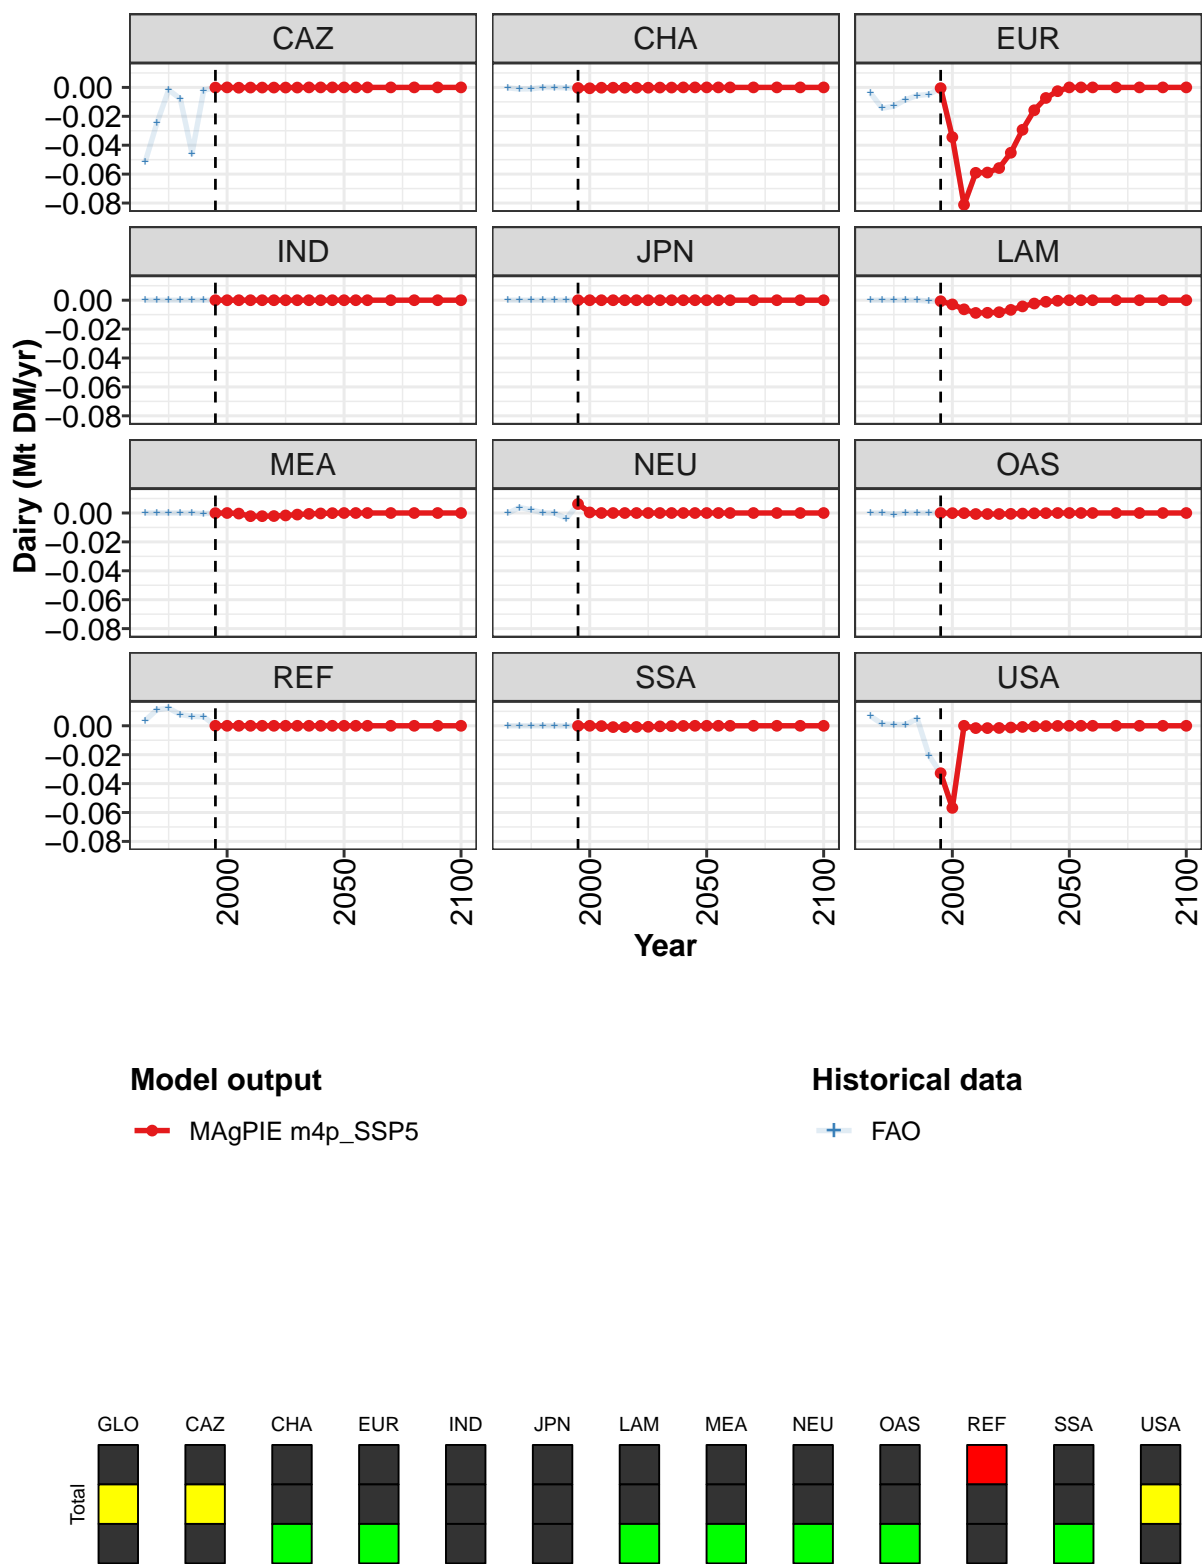 CAZ CHA EUR
0.00
−0.02
−0.04
−0.06
−0.08
IND JPN LAM
0.00
−0.02
−0.04
−0.06
−0.08
MEA NEU OAS
0.00
−0.02
−0.04
−0.06
−0.08
REF SSA USA
0.00
−0.02
−0.04
−0.06
−0.08
Dairy (Mt DM/yr)
2000 2050 2100 2000 2050 2100 2000 2050 2100
Year
Model output Historical data
MAgPIE m4p_SSP5 FAO
GLO CAZ CHA EUR IND JPN LAM MEA NEU OAS REF SSA USA
Total